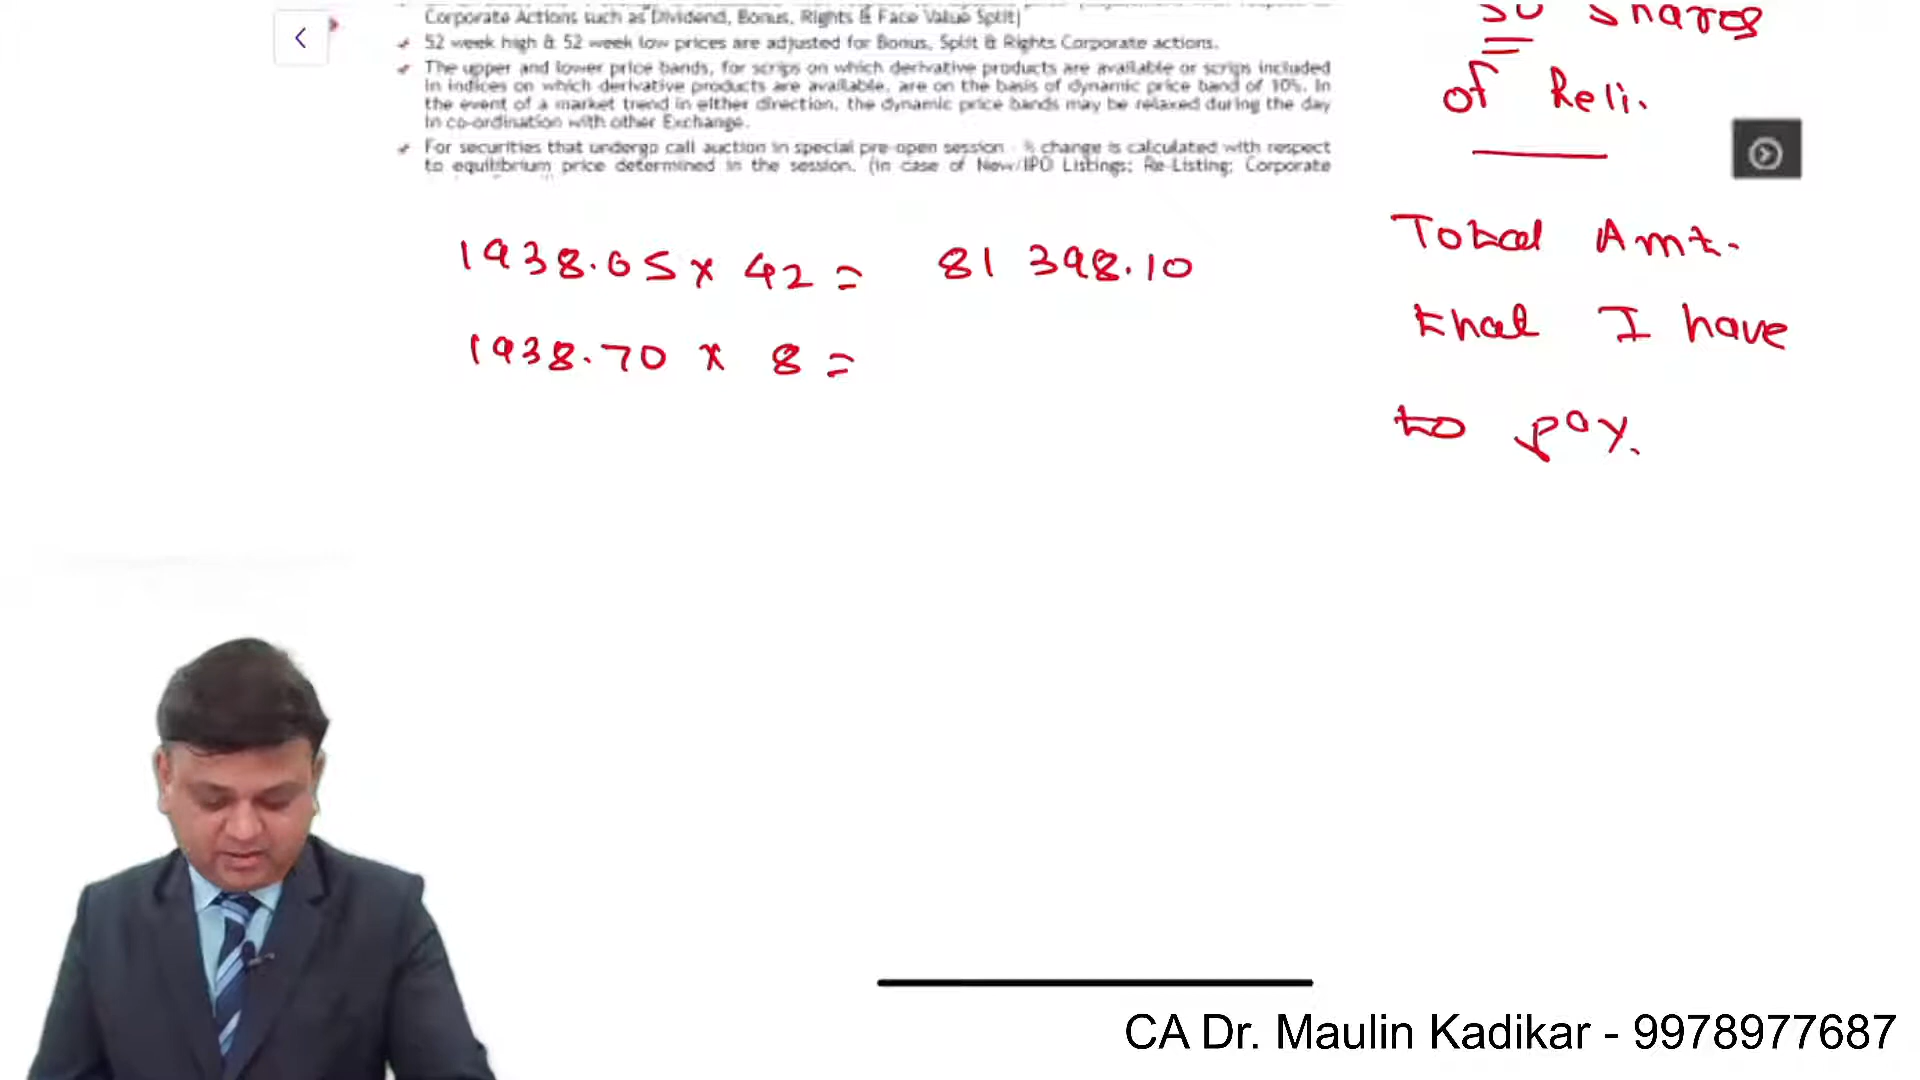 Corporate Actions such as Dividend, Bonus, Rights & Face Value Split)
52 week high & 52 week low prices are adjusted for Bonus, Split & Rights Corporate actions.
The upper and lower price bands, for scrips on which derivative products are available or scrips included
in indices on which derivative products are available, are on the basis of dynamic price band of 10%. In
the event of a market trend in either direction, the dynamic price bands may be relaxed during the day
in co-ordination with other Exchange.
For securities that undergo call auction in special pre-open session - % change is calculated with respect
to equilibrium price determined in the session. (In case of New/IPO Listings; Re-Listing; Corporate
1938.05 x 42 = 81 398.10
1938.70 x 8 =
50 shares
of Reli.
Total Amt.
that I have
to pay.
CA Dr. Maulin Kadikar - 9978977687